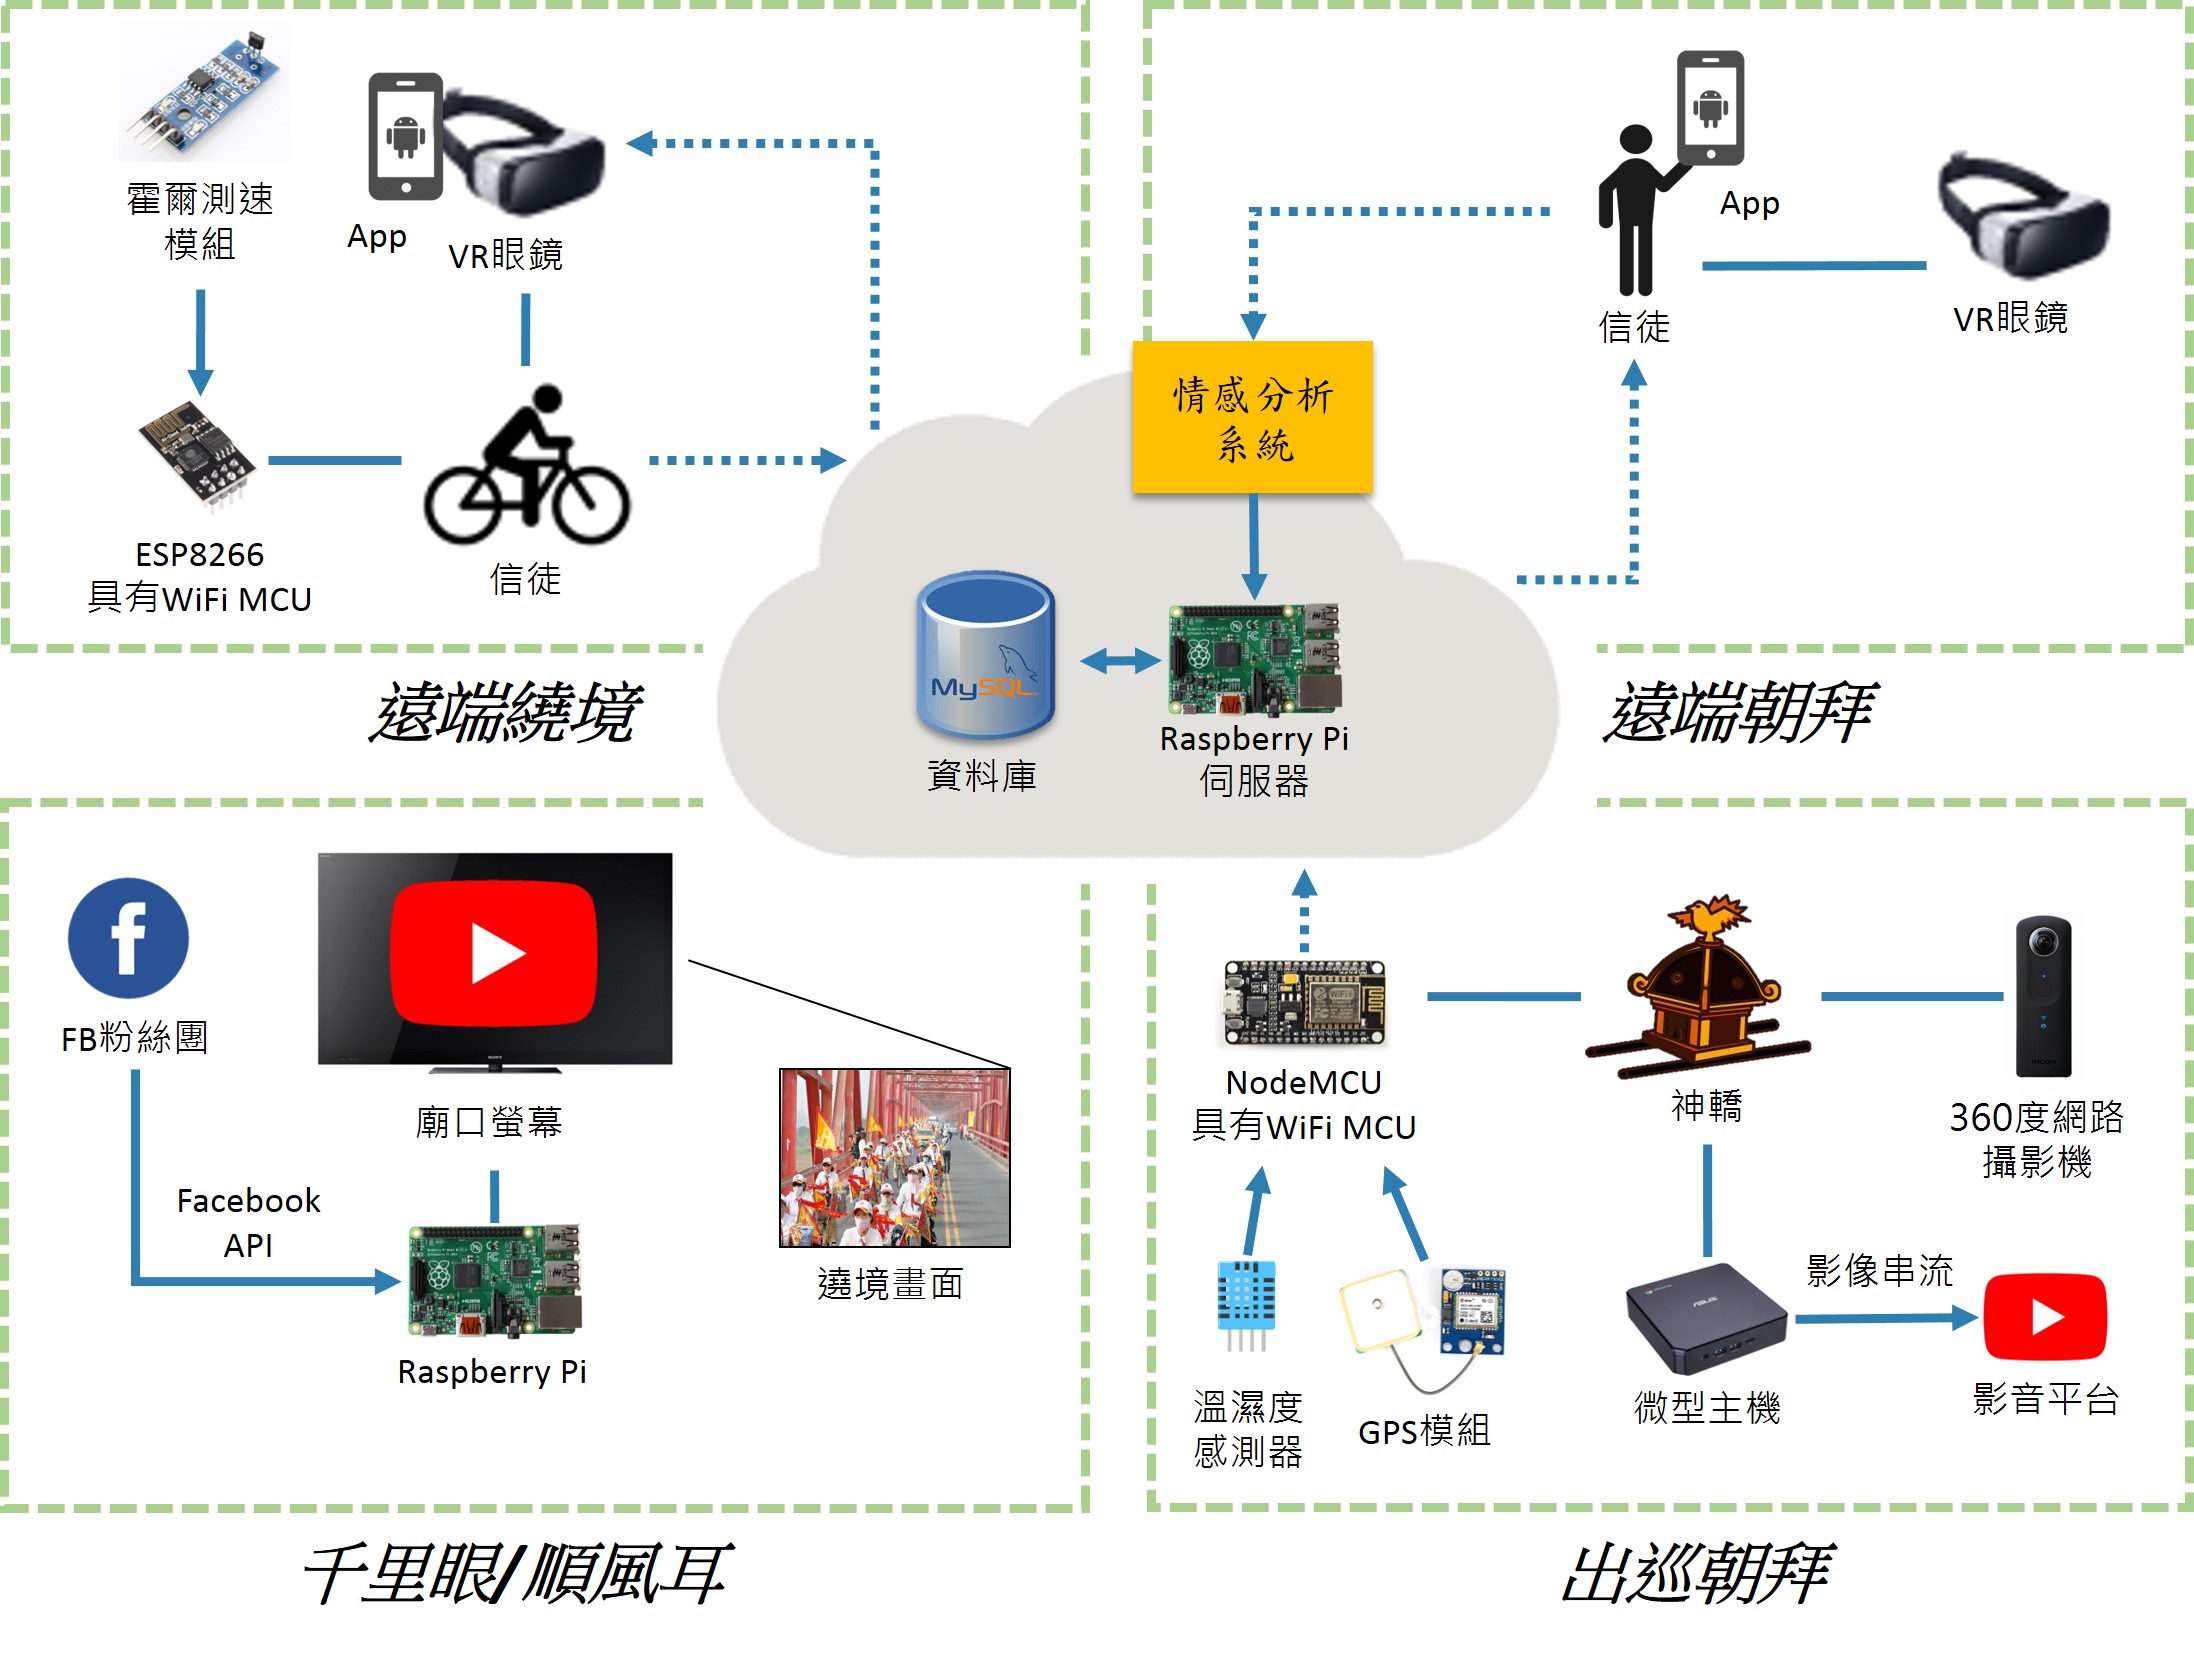 霍爾測速
模組
App
VR眼鏡
ESP8266
具有WiFi MCU
信徒
遠端繞境
App
信徒
VR眼鏡
遠端朝拜
情感分析
系統
MySQL
資料庫
Raspberry Pi
伺服器
FB粉絲團
SONY
廟口螢幕
Facebook
API
Raspberry Pi
遶境畫面
千里眼/順風耳
NodeMCU
具有WiFi MCU
神轎
360度網路
攝影機
溫濕度
感測器
GPS模組
ASUS
微型主機
影像串流
影音平台
出巡朝拜